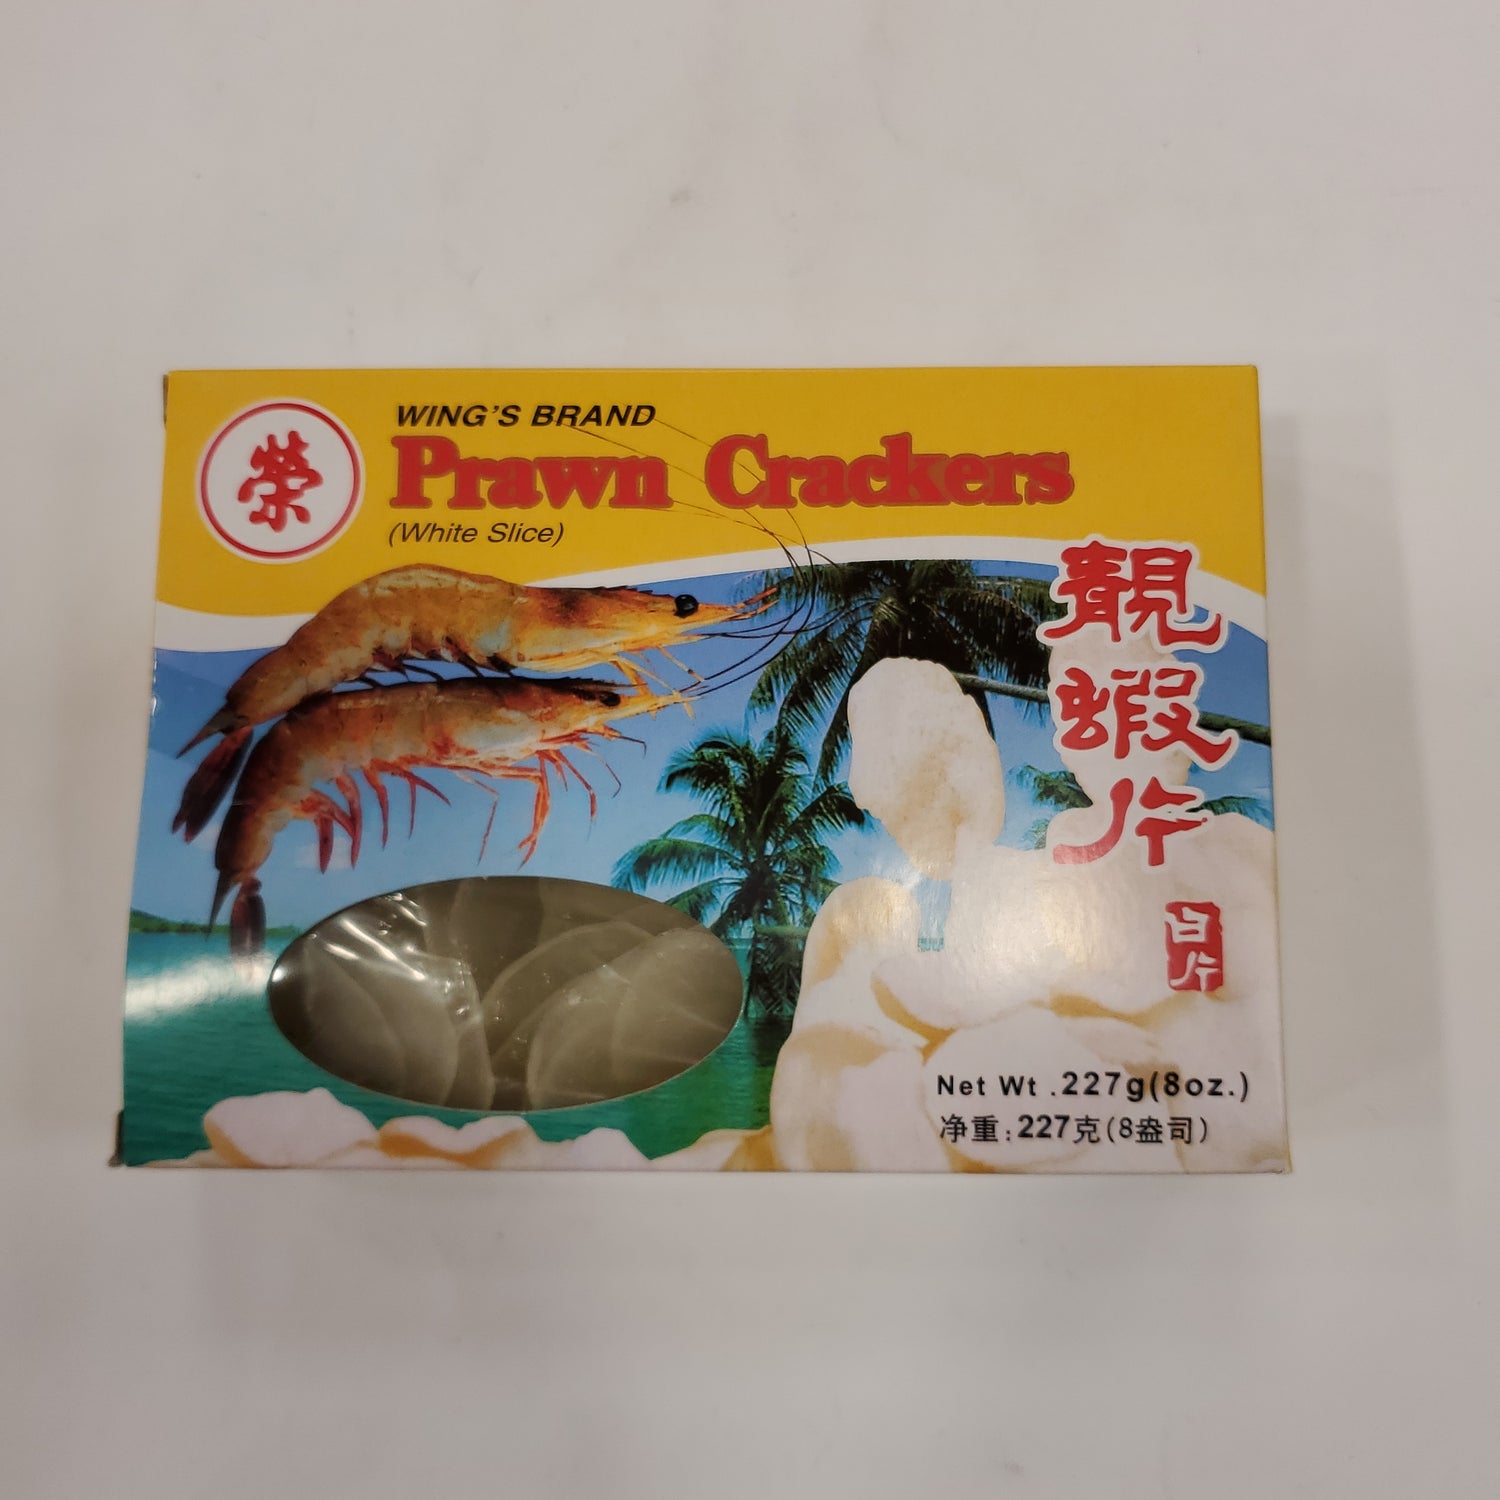 榮
WING'S BRAND
Prawn Crackers
(White Slice)
靚蝦片
白片
Net Wt .227g(8oz.)
净重:227克(8盎司)